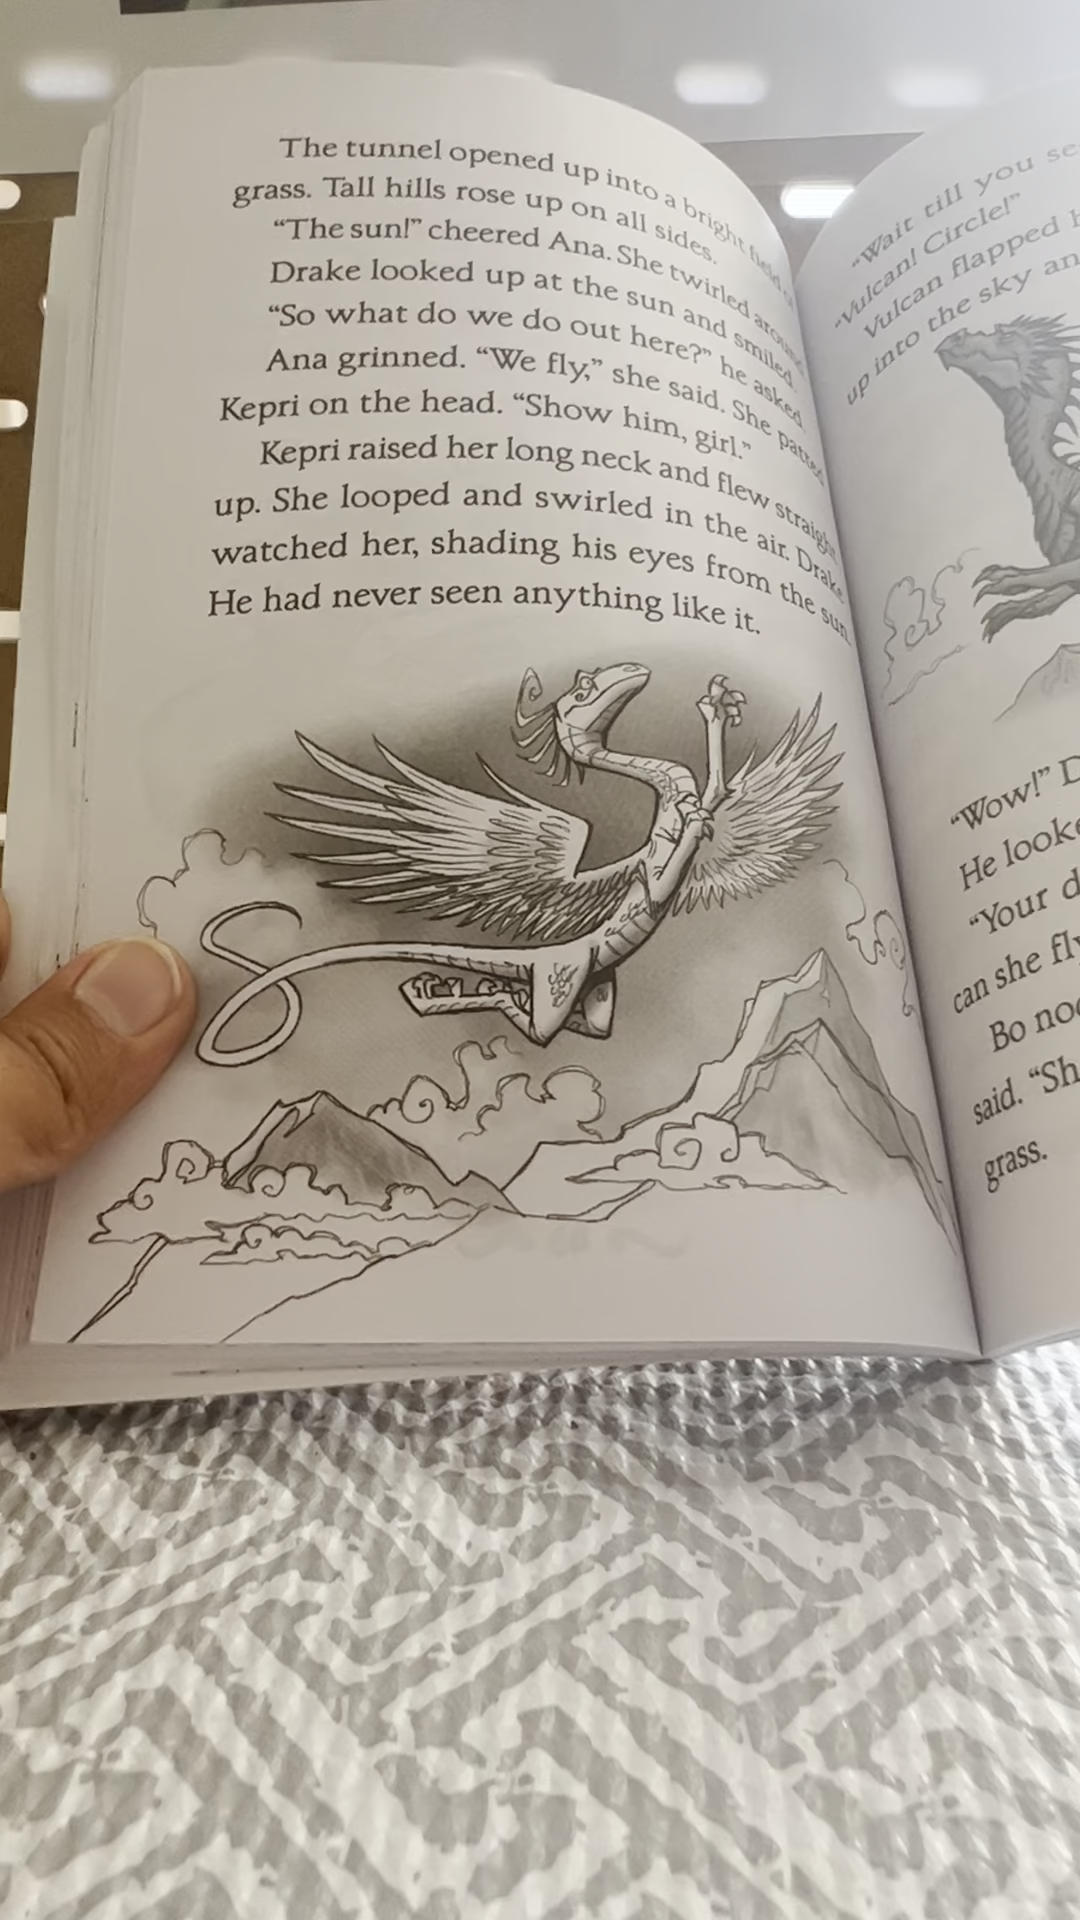 The tunnel opened up into a bright field of
grass. Tall hills rose up on all sides.
“The sun!” cheered Ana. She twirled around.
Drake looked up at the sun and smiled.
“So what do we do out here?” he asked.
Ana grinned. “We fly,” she said. She patted
Kepri on the head. “Show him, girl.”
Kepri raised her long neck and flew straight
up. She looped and swirled in the air. Drake
watched her, shading his eyes from the sun.
He had never seen anything like it.
“Wait till you se
“Vulcan! Circle!”
Vulcan flapped h
up into the sky an
“Wow!” D
He looke
“Your d
can she fly
Bo no
said. “Sh
grass.